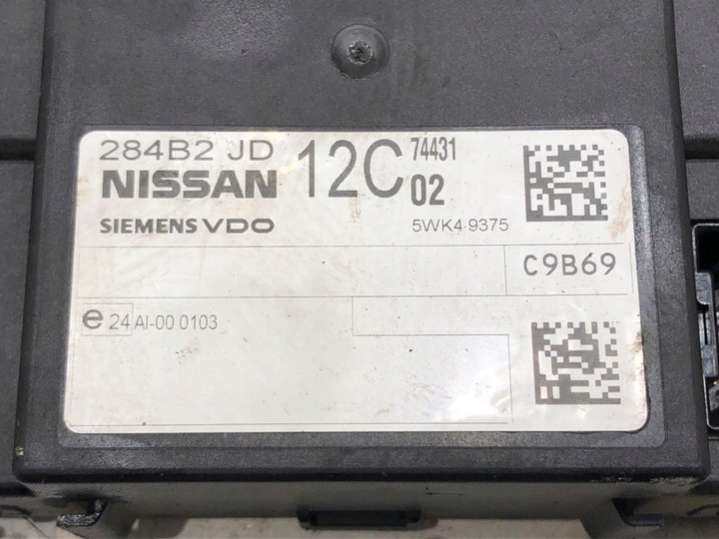 284B2 JD 12C 74431
NISSAN 02
SIEMENS VDO 5WK4 9375
C9B69
e 24 AI-00 0103